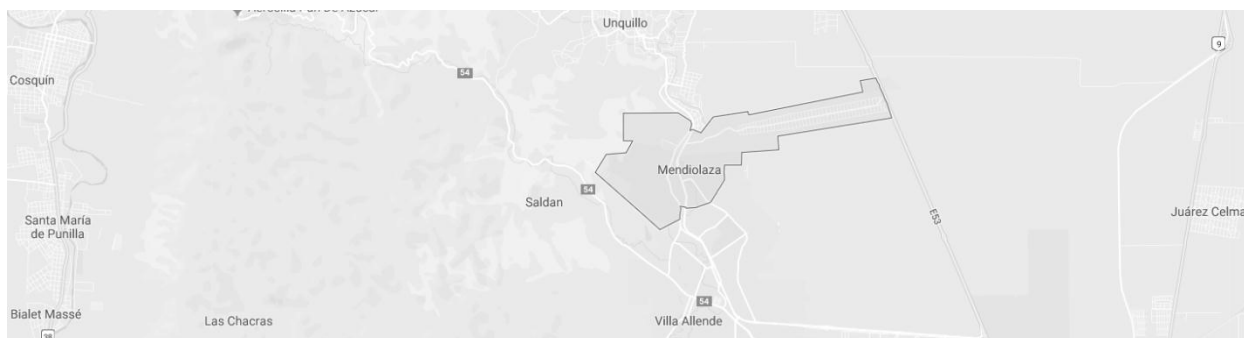 Unquillo
9
54
Cosquín
Mendiolaza
54
Saldan
Santa María
de Punilla
E53
Juárez Celma
54
Bialet Massé
Las Chacras
Villa Allende
38